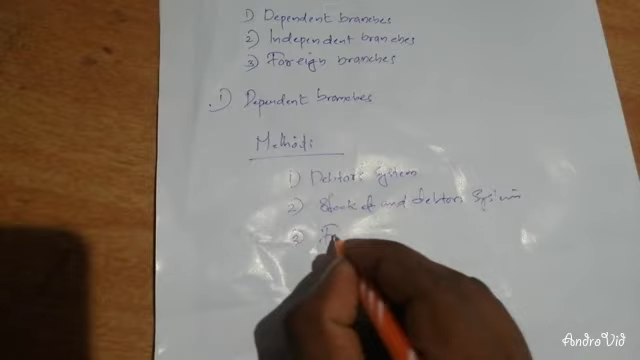 1) Dependent branches
2) Independent branches
3) Foreign branches
1) Dependent branches
Methods
1) Debtors System
2) Stock and debtors System
3) F
AndroVid